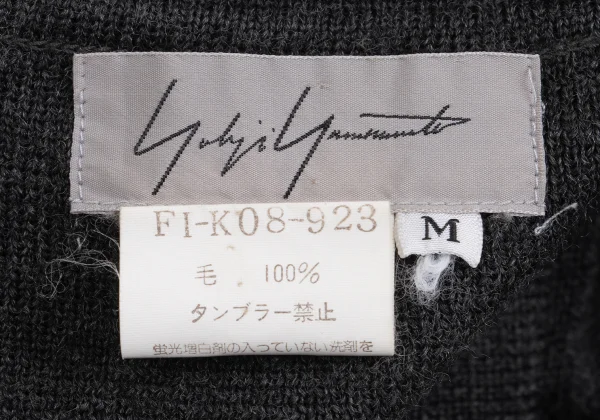 Yohji Yamamoto
FI-K08-923
M
毛 100%
タンブラー禁止
蛍光増白剤の入っていない洗剤を